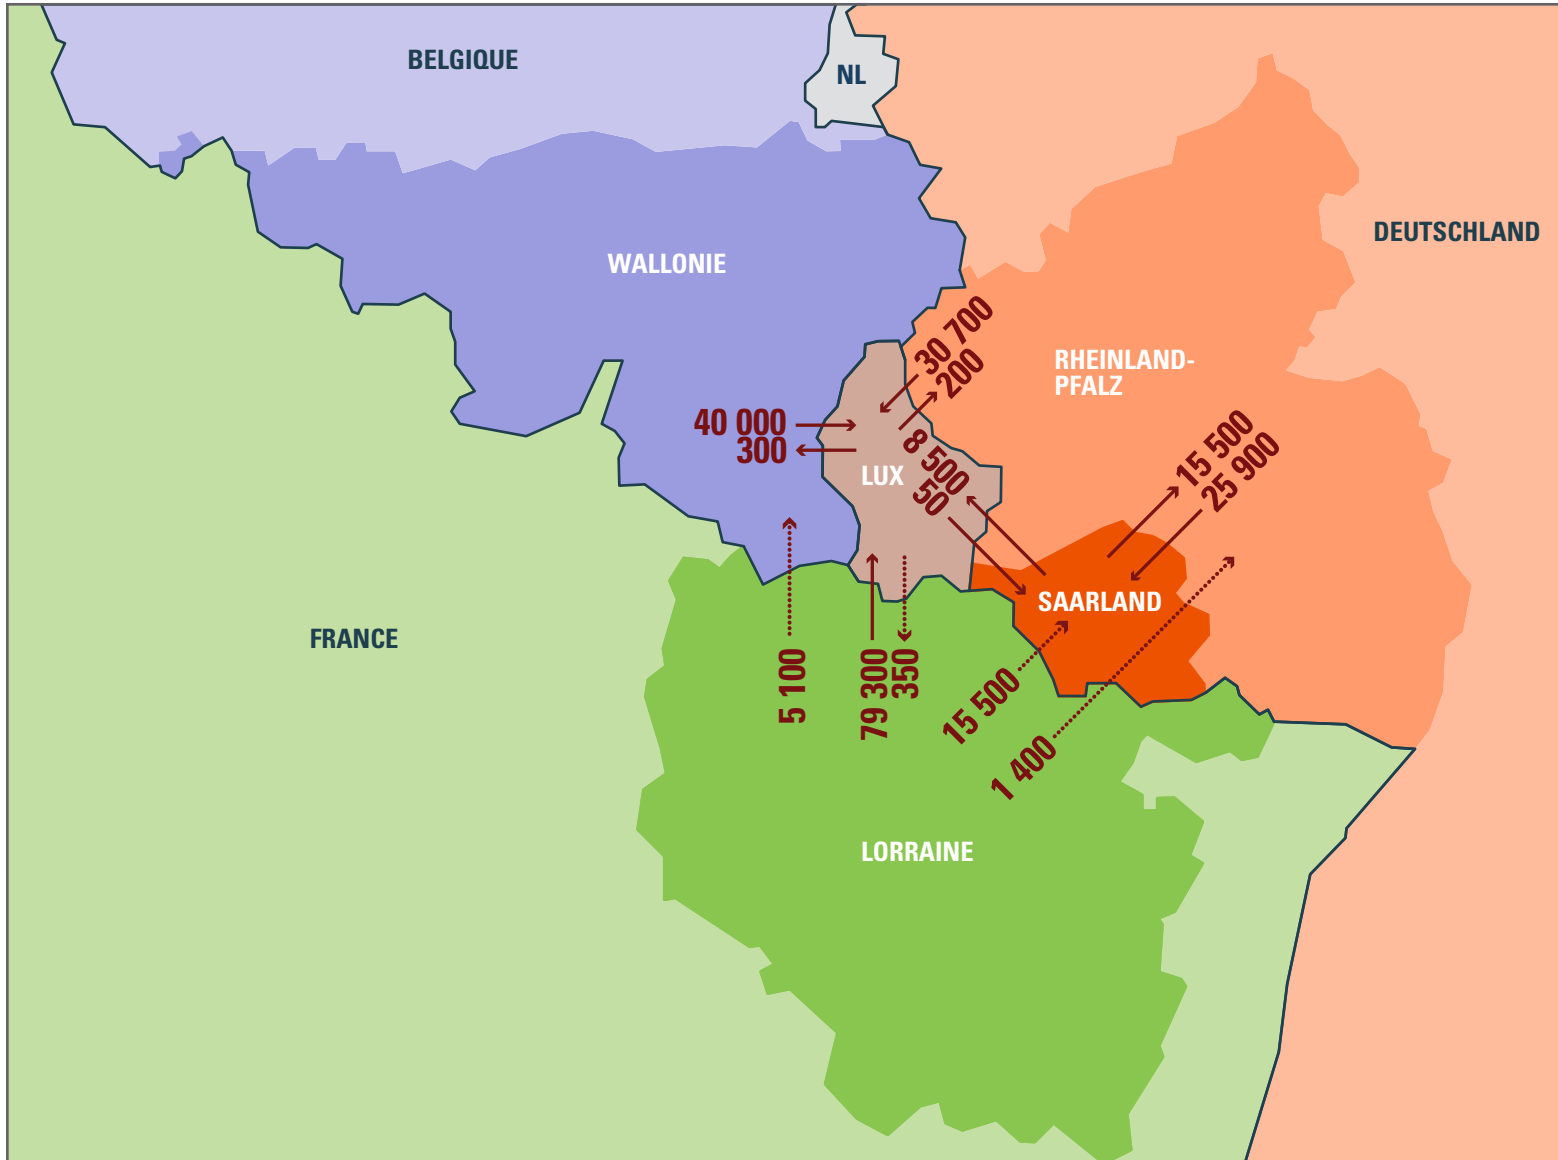 BELGIQUE
NL
DEUTSCHLAND
WALLONIE
30 700
200
RHEINLAND-
PFALZ
40 000
300
8 500
50
LUX
15 500
25 900
SAARLAND
FRANCE
5 100
79 300
350
15 500
1 400
LORRAINE